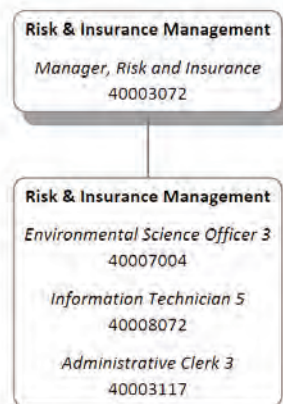 Risk & Insurance Management
Manager, Risk and Insurance
40003072
Risk & Insurance Management
Environmental Science Officer 3
40007004
Information Technician 5
40008072
Administrative Clerk 3
40003117